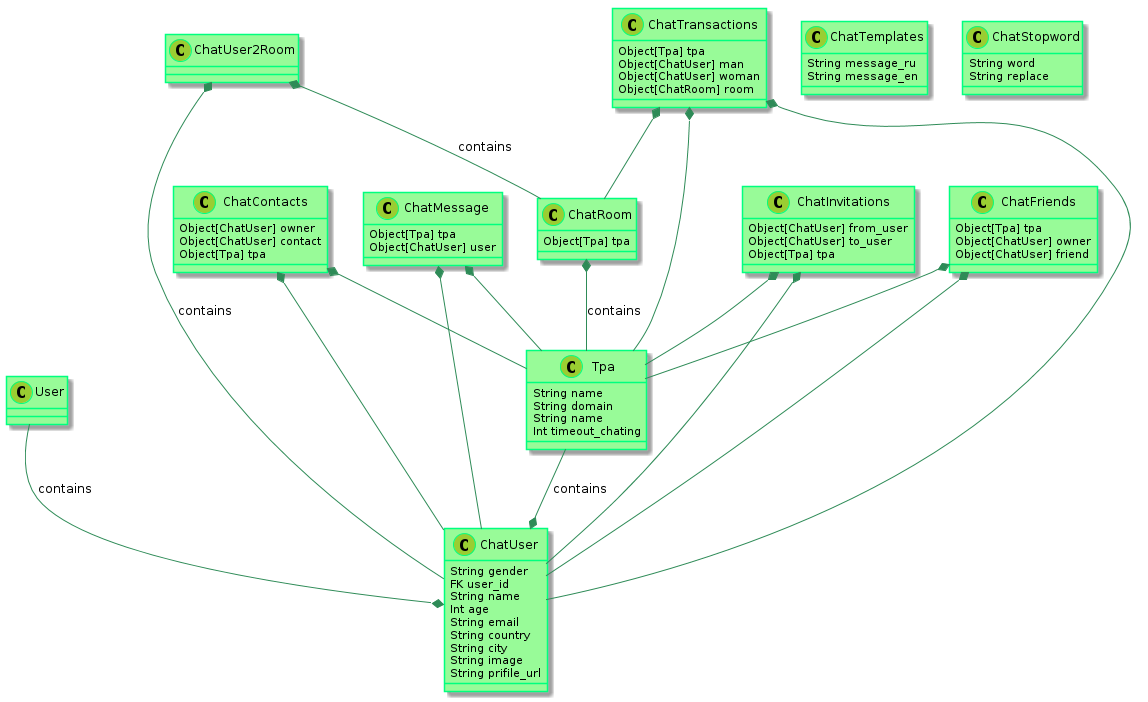 C ChatUser2Room
C ChatTransactions
Object[Tpa] tpa
Object[ChatUser] man
Object[ChatUser] woman
Object[ChatRoom] room
C ChatTemplates
String message_ru
String message_en
C ChatStopword
String word
String replace
contains
C ChatContacts
Object[ChatUser] owner
Object[ChatUser] contact
Object[Tpa] tpa
C ChatMessage
Object[Tpa] tpa
Object[ChatUser] user
C ChatRoom
Object[Tpa] tpa
C ChatInvitations
Object[ChatUser] from_user
Object[ChatUser] to_user
Object[Tpa] tpa
C ChatFriends
Object[Tpa] tpa
Object[ChatUser] owner
Object[ChatUser] friend
contains
contains
C User
C Tpa
String name
String domain
String name
Int timeout_chating
contains
contains
C ChatUser
String gender
FK user_id
String name
Int age
String email
String country
String city
String image
String prifile_url